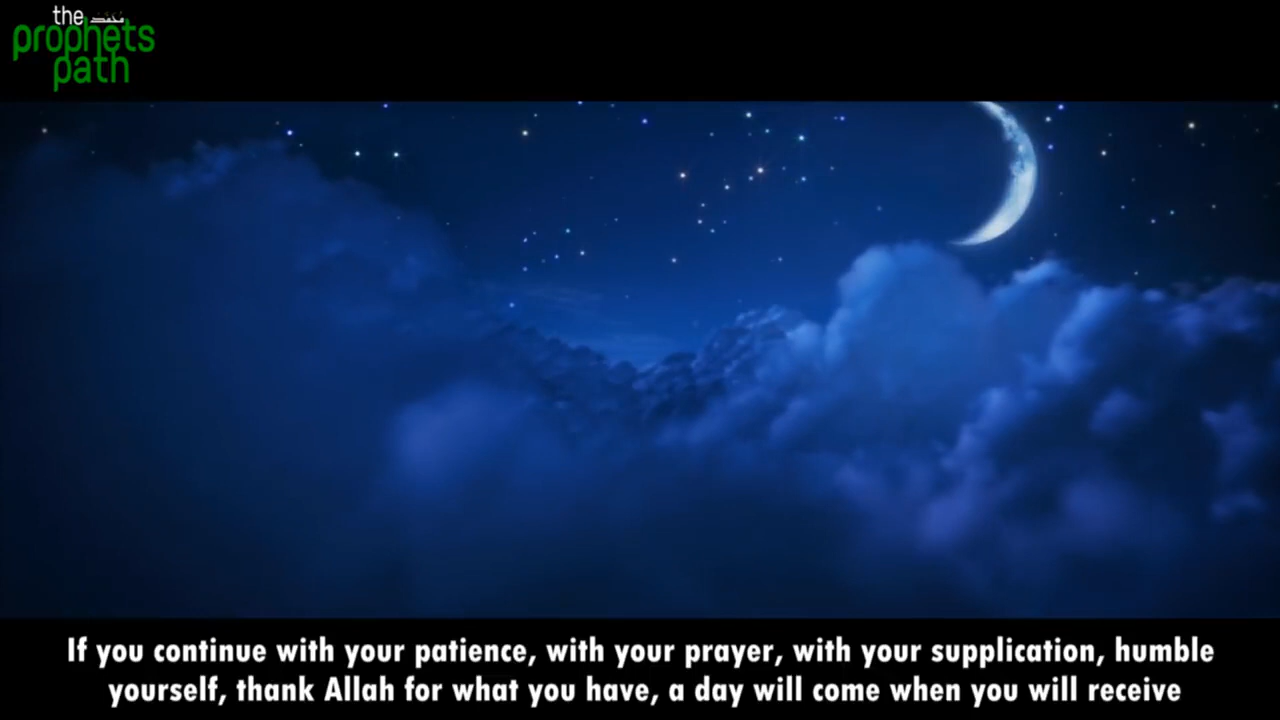 the محمد
prophets
path
If you continue with your patience, with your prayer, with your supplication, humble
yourself, thank Allah for what you have, a day will come when you will receive